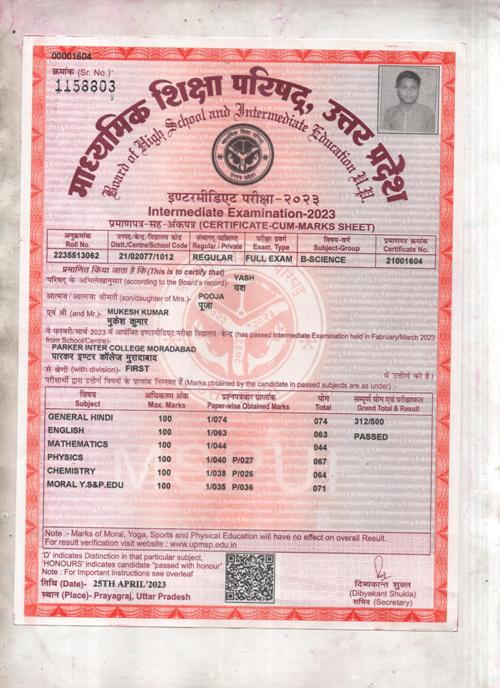 00001604
क्रमांक (Sr. No.)-
1158803
माध्यमिक शिक्षा परिषद्, उत्तर प्रदेश
Board of High School and Intermediate Education U.P.
इण्टरमीडिएट परीक्षा-२०२३
Intermediate Examination-2023
प्रमाणपत्र-सह-अंकपत्र (CERTIFICATE-CUM-MARKS SHEET)
अनुक्रमांक जनपद/केन्द्र/विद्यालय कोड संस्थागत/व्यक्तिगत परीक्षा प्रवर्ग विषय-वर्ग प्रमाणपत्र क्रमांक
Roll No. Distt./Centre/School Code Regular / Private Exam. Type Subject-Group Certificate No.
2235513062 21/02077/1012 REGULAR FULL EXAM B-SCIENCE 21001604
प्रमाणित किया जाता है कि (This is to certify that)
परिषद् के अभिलेखानुसार (according to Board's record)- YASH
यश
आत्मज/आत्मजा श्रीमती (son/daughter of Mrs.)- POOJA
पूजा
एवं श्री (and Mr.)- MUKESH KUMAR
मुकेश कुमार
ने फरवरी/मार्च 2023 में आयोजित इण्टरमीडिएट परीक्षा विद्यालय/केन्द्र (has passed Intermediate Examination held in Fabruary/March 2023
from School/Centre)-
PARKER INTER COLLEGE MORADABAD
पारकर इण्टर कॉलेज मुरादाबाद
से श्रेणी (with division)- FIRST में उत्तीर्ण की है।
परीक्षार्थी द्वारा उत्तीर्ण विषयों के प्राप्तांक निम्नवत हैं (Marks obtained by the candidate in passed subjects are as under) :-
विषय अधिकतम अंक प्रश्नपत्रवार प्राप्तांक योग सम्पूर्ण योग एवं परीक्षाफल
Subject Max. Marks Paper-wise Obtained Marks Total Grand Total & Result
GENERAL HINDI 100 1/074 074 312/500
ENGLISH 100 1/063 063 PASSED
MATHEMATICS 100 1/044 044
PHYSICS 100 1/040 P/027 067
CHEMISTRY 100 1/038 P/026 064
MORAL Y.S&P.EDU 100 1/035 P/036 071
Note :- Marks of Moral, Yoga, Sports and Physical Education will have no effect on overall Result.
For result verification visit website : www.upmsp.edu.in
'D' indicates Distinction in that particular subject,
'HONOURS' indicates candidate "passed with honour"
Note : For Important Instructions see overleaf
तिथि (Date)- 25TH APRIL'2023
स्थान (Place)- Prayagraj, Uttar Pradesh
दिब्यकान्त शुक्ल
(Dibyakant Shukla)
सचिव (Secretary)